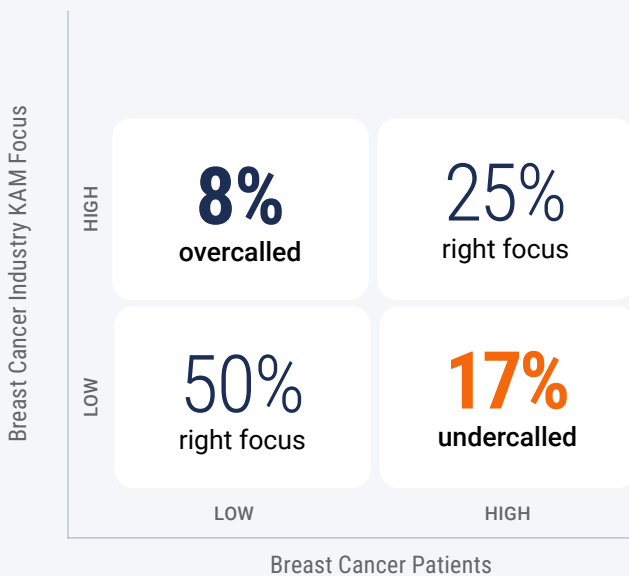 Breast Cancer Industry KAM Focus
HIGH
8%
overcalled
25%
right focus
LOW
50%
right focus
17%
undercalled
LOW
HIGH
Breast Cancer Patients